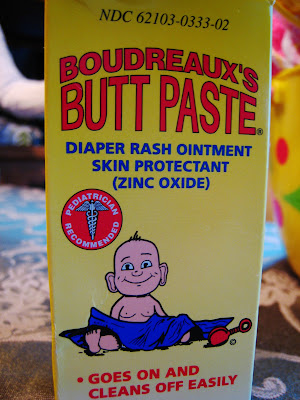 NDC 62103-0333-02
BOUDREAUX'S
BUTT PASTE®
DIAPER RASH OINTMENT
SKIN PROTECTANT
(ZINC OXIDE)
PEDIATRICIAN
RECOMMENDED
©
• GOES ON AND
CLEANS OFF EASILY